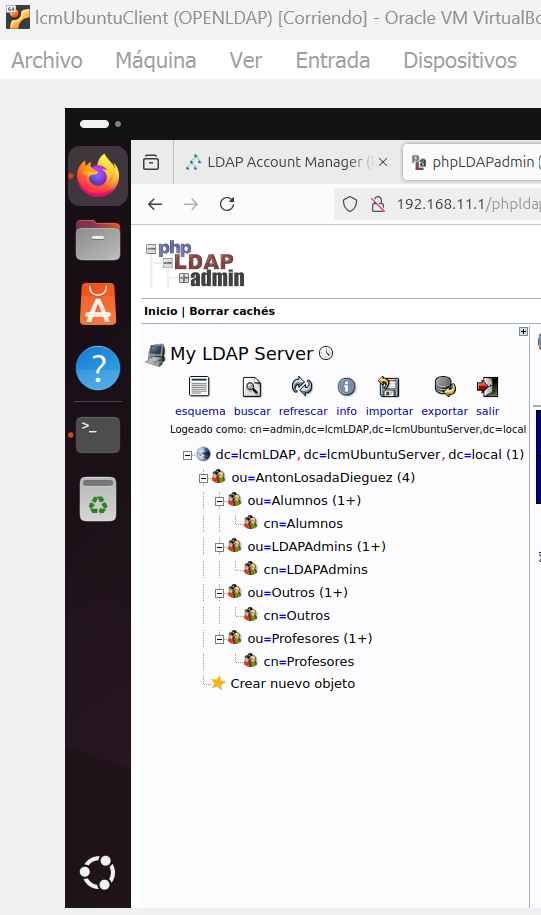 lcmUbuntuClient (OPENLDAP) [Corriendo] - Oracle VM VirtualBo
Archivo Máquina Ver Entrada Dispositivos
LDAP Account Manager ( phpLDAPadmin (
192.168.11.1/phpldap
php
LDAP
admin
Inicio | Borrar cachés
My LDAP Server
esquema buscar refrescar info importar exportar salir
Logeado como: cn=admin,dc=lcmLDAP,dc=lcmUbuntuServer,dc=local
dc=lcmLDAP,dc=lcmUbuntuServer,dc=local (1)
ou=AntonLosadaDieguez (4)
ou=Alumnos (1+)
cn=Alumnos
ou=LDAPAdmins (1+)
cn=LDAPAdmins
ou=Outros (1+)
cn=Outros
ou=Profesores (1+)
cn=Profesores
Crear nuevo objeto